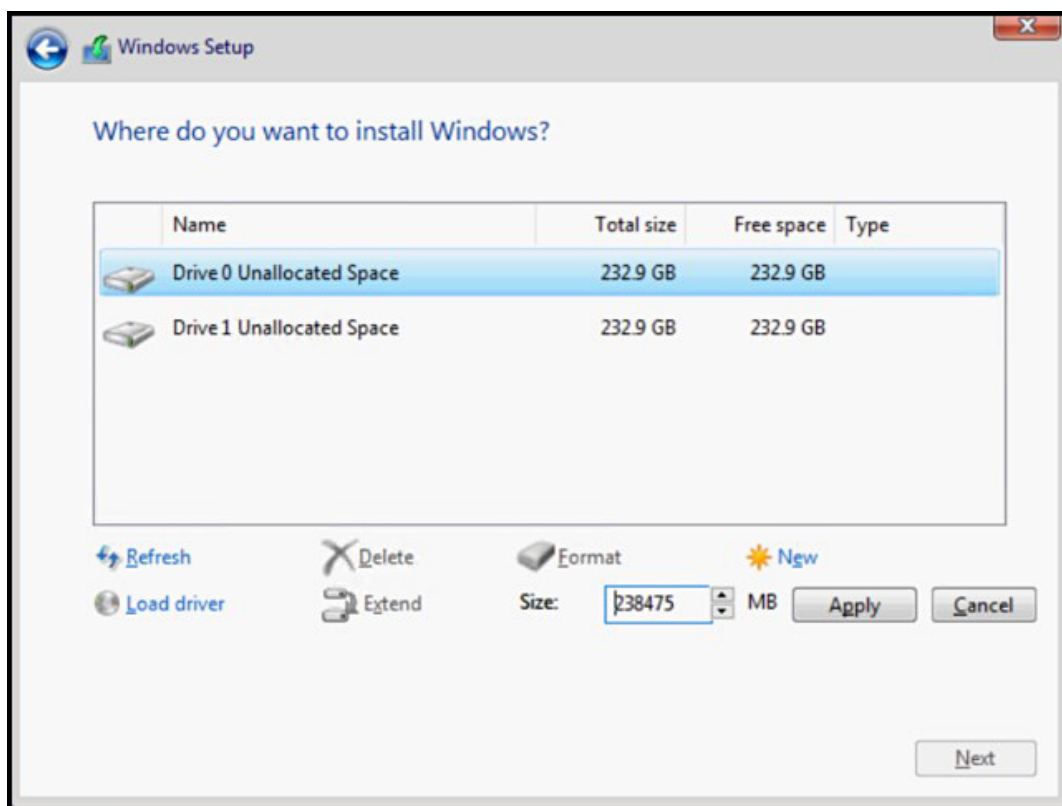 Windows Setup
Where do you want to install Windows?
Name Total size Free space Type
Drive 0 Unallocated Space 232.9 GB 232.9 GB
Drive 1 Unallocated Space 232.9 GB 232.9 GB
Refresh Delete Format New
Load driver Extend Size: 238475 MB Apply Cancel
Next